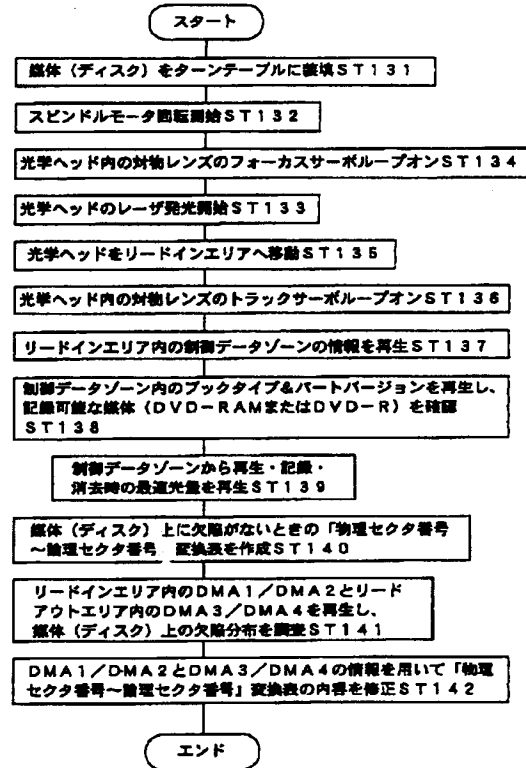 スタート
媒体（ディスク）をターンテーブルに装填ST131
スピンドルモータ回転開始ST132
光学ヘッド内の対物レンズのフォーカスサーボループオンST134
光学ヘッドのレーザ発光開始ST133
光学ヘッドをリードインエリアへ移動ST135
光学ヘッド内の対物レンズのトラックサーボループオンST136
リードインエリア内の制御データゾーンの情報を再生ST137
制御データゾーン内のブックタイプ&パートバージョンを再生し、
記録可能な媒体（DVD-RAMまたはDVD-R）を確認
ST138
制御データゾーンから再生・記録・
消去時の最適光量を再生ST139
媒体（ディスク）上に欠陥がないときの「物理セクタ番号
～論理セクタ番号 変換表を作成ST140
リードインエリア内のDMA1／DMA2とリード
アウトエリア内のDMA3／DMA4を再生し、
媒体（ディスク）上の欠陥分布を調査ST141
DMA1／DMA2とDMA3／DMA4の情報を用いて「物理
セクタ番号～論理セクタ番号」変換表の内容を修正ST142
エンド